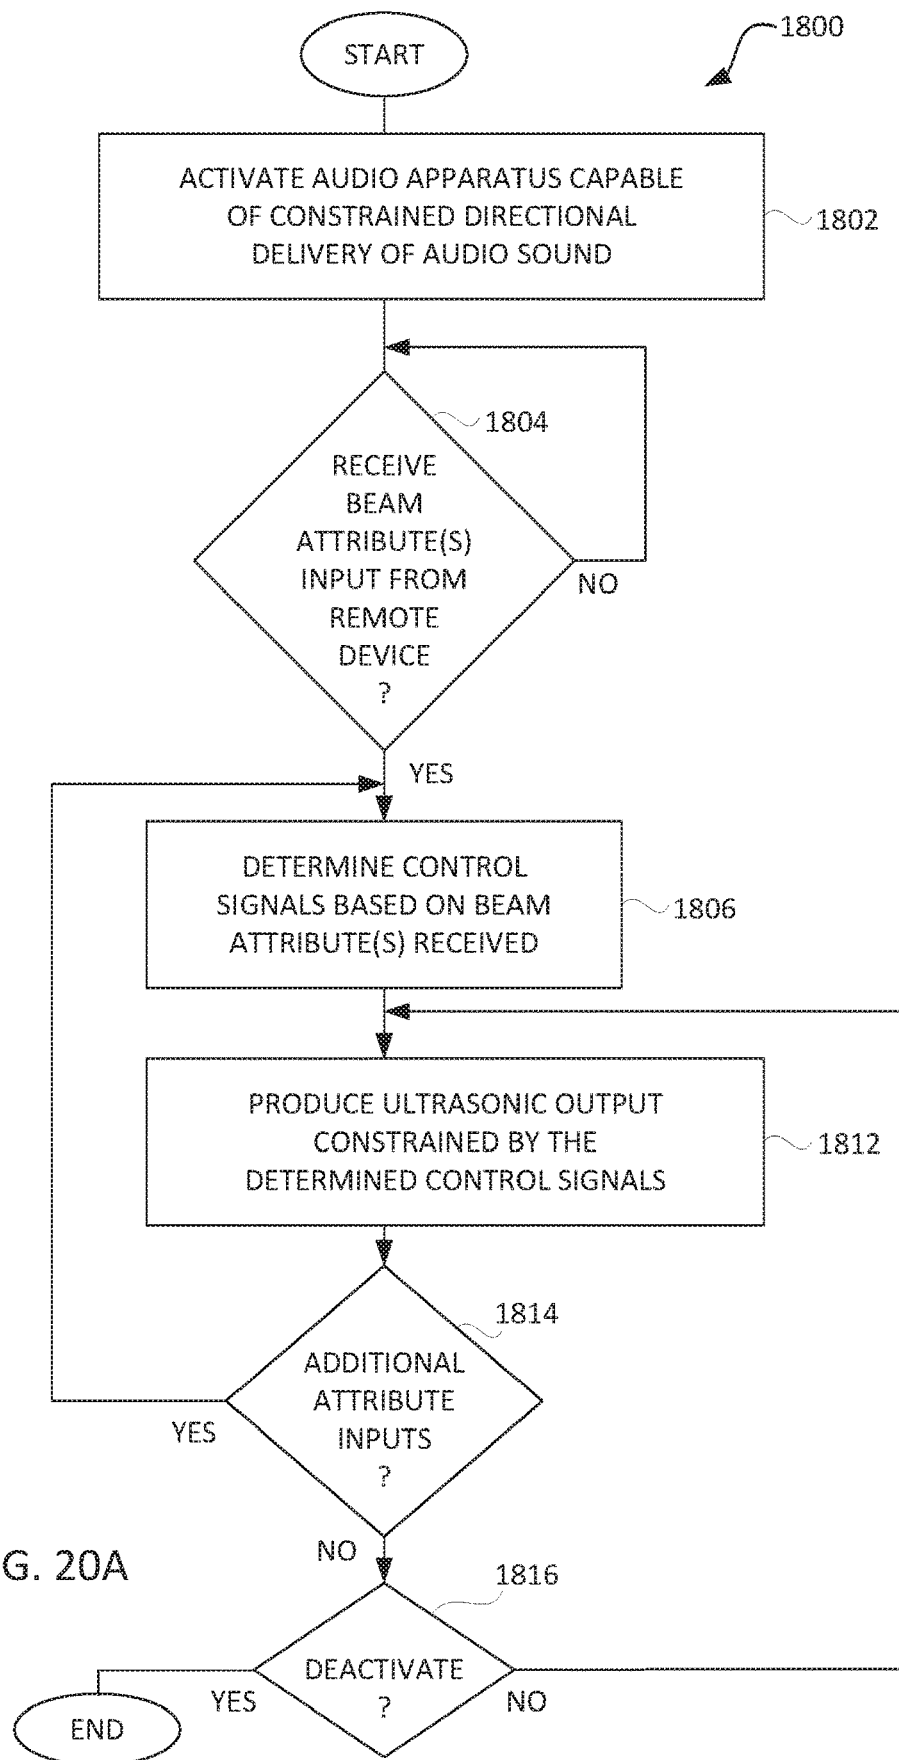 1800
START
ACTIVATE AUDIO APPARATUS CAPABLE
OF CONSTRAINED DIRECTIONAL
DELIVERY OF AUDIO SOUND
1802
1804
RECEIVE
BEAM
ATTRIBUTE(S)
INPUT FROM
REMOTE
DEVICE
?
NO
YES
DETERMINE CONTROL
SIGNALS BASED ON BEAM
ATTRIBUTE(S) RECEIVED
1806
PRODUCE ULTRASONIC OUTPUT
CONSTRAINED BY THE
DETERMINED CONTROL SIGNALS
1812
1814
ADDITIONAL
ATTRIBUTE
INPUTS
?
YES
NO
G. 20A
1816
DEACTIVATE
?
YES
NO
END